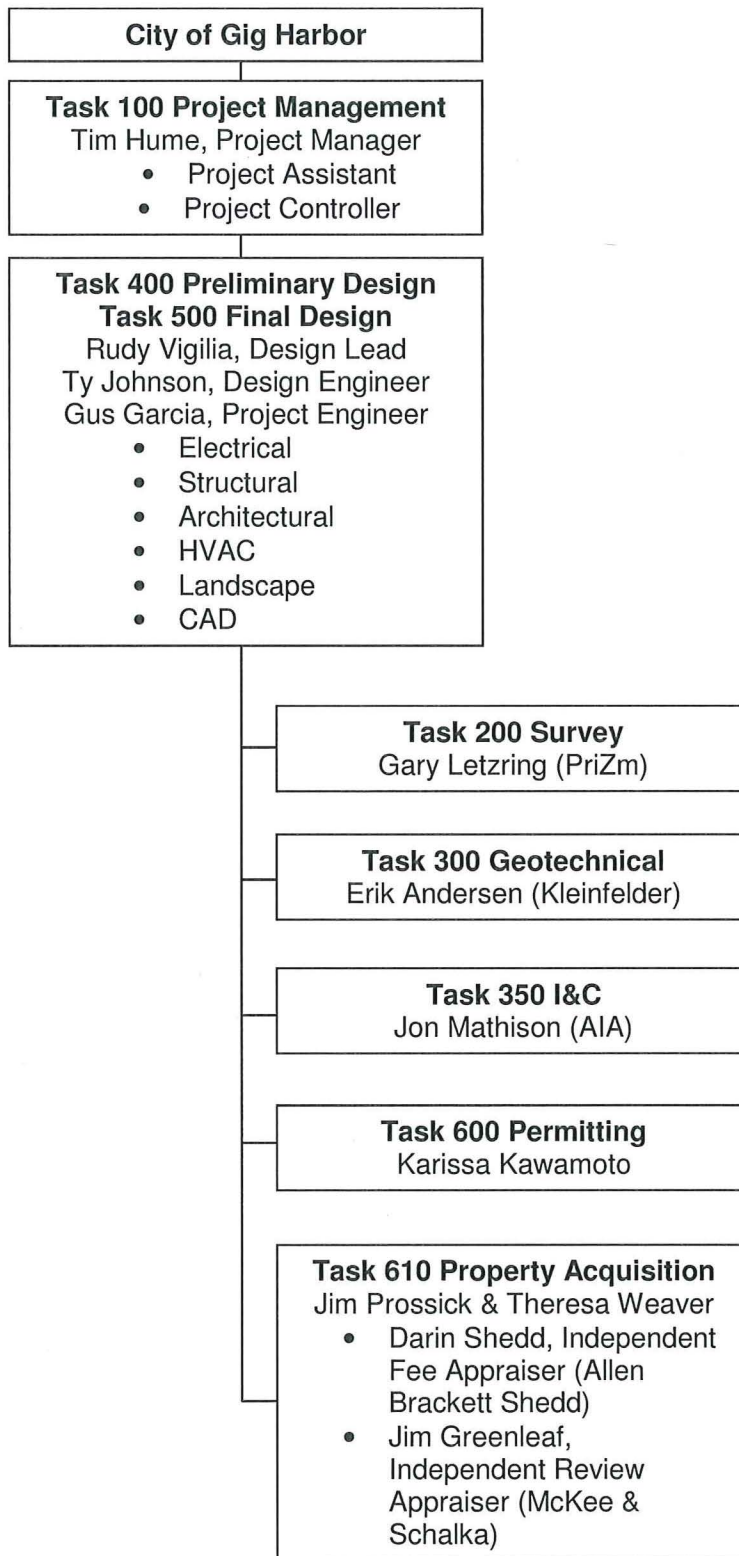 City of Gig Harbor
Task 100 Project Management
Tim Hume, Project Manager
• Project Assistant
• Project Controller
Task 400 Preliminary Design
Task 500 Final Design
Rudy Vigilia, Design Lead
Ty Johnson, Design Engineer
Gus Garcia, Project Engineer
• Electrical
• Structural
• Architectural
• HVAC
• Landscape
• CAD
Task 200 Survey
Gary Letzring (PriZm)
Task 300 Geotechnical
Erik Andersen (Kleinfelder)
Task 350 I&C
Jon Mathison (AIA)
Task 600 Permitting
Karissa Kawamoto
Task 610 Property Acquisition
Jim Prossick & Theresa Weaver
• Darin Shedd, Independent
Fee Appraiser (Allen
Brackett Shedd)
• Jim Greenleaf,
Independent Review
Appraiser (McKee &
Schalka)